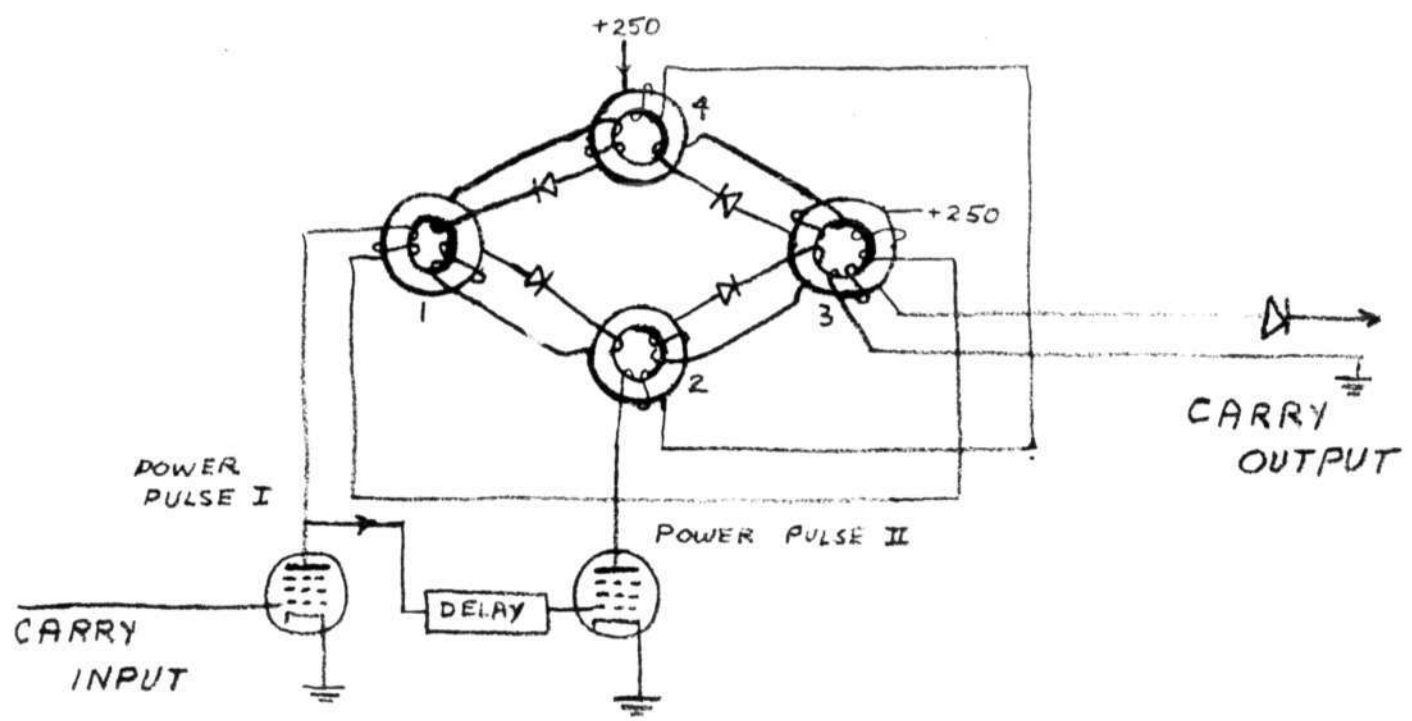 +250
4
+250
1
3
2
CARRY
OUTPUT
POWER
PULSE I
POWER PULSE II
DELAY
CARRY
INPUT